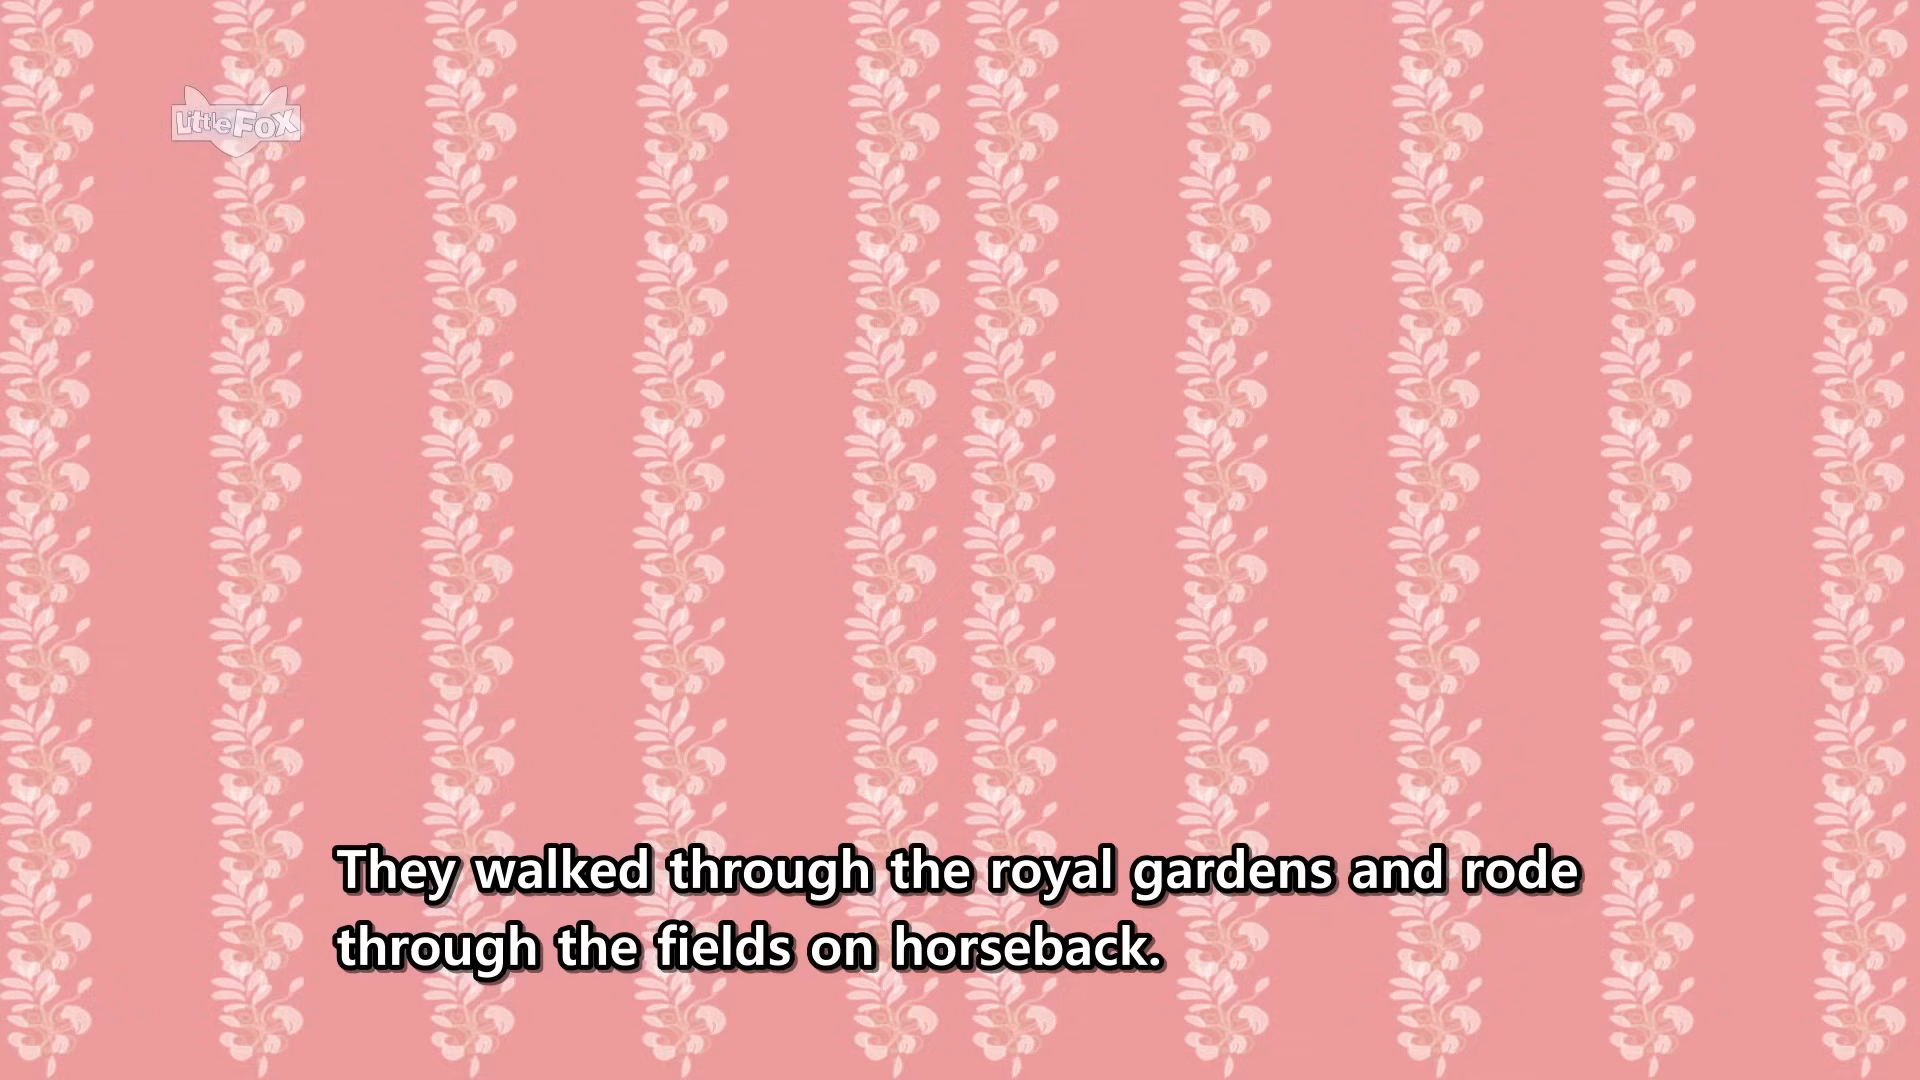 Little Fox
They walked through the royal gardens and rode
through the fields on horseback.